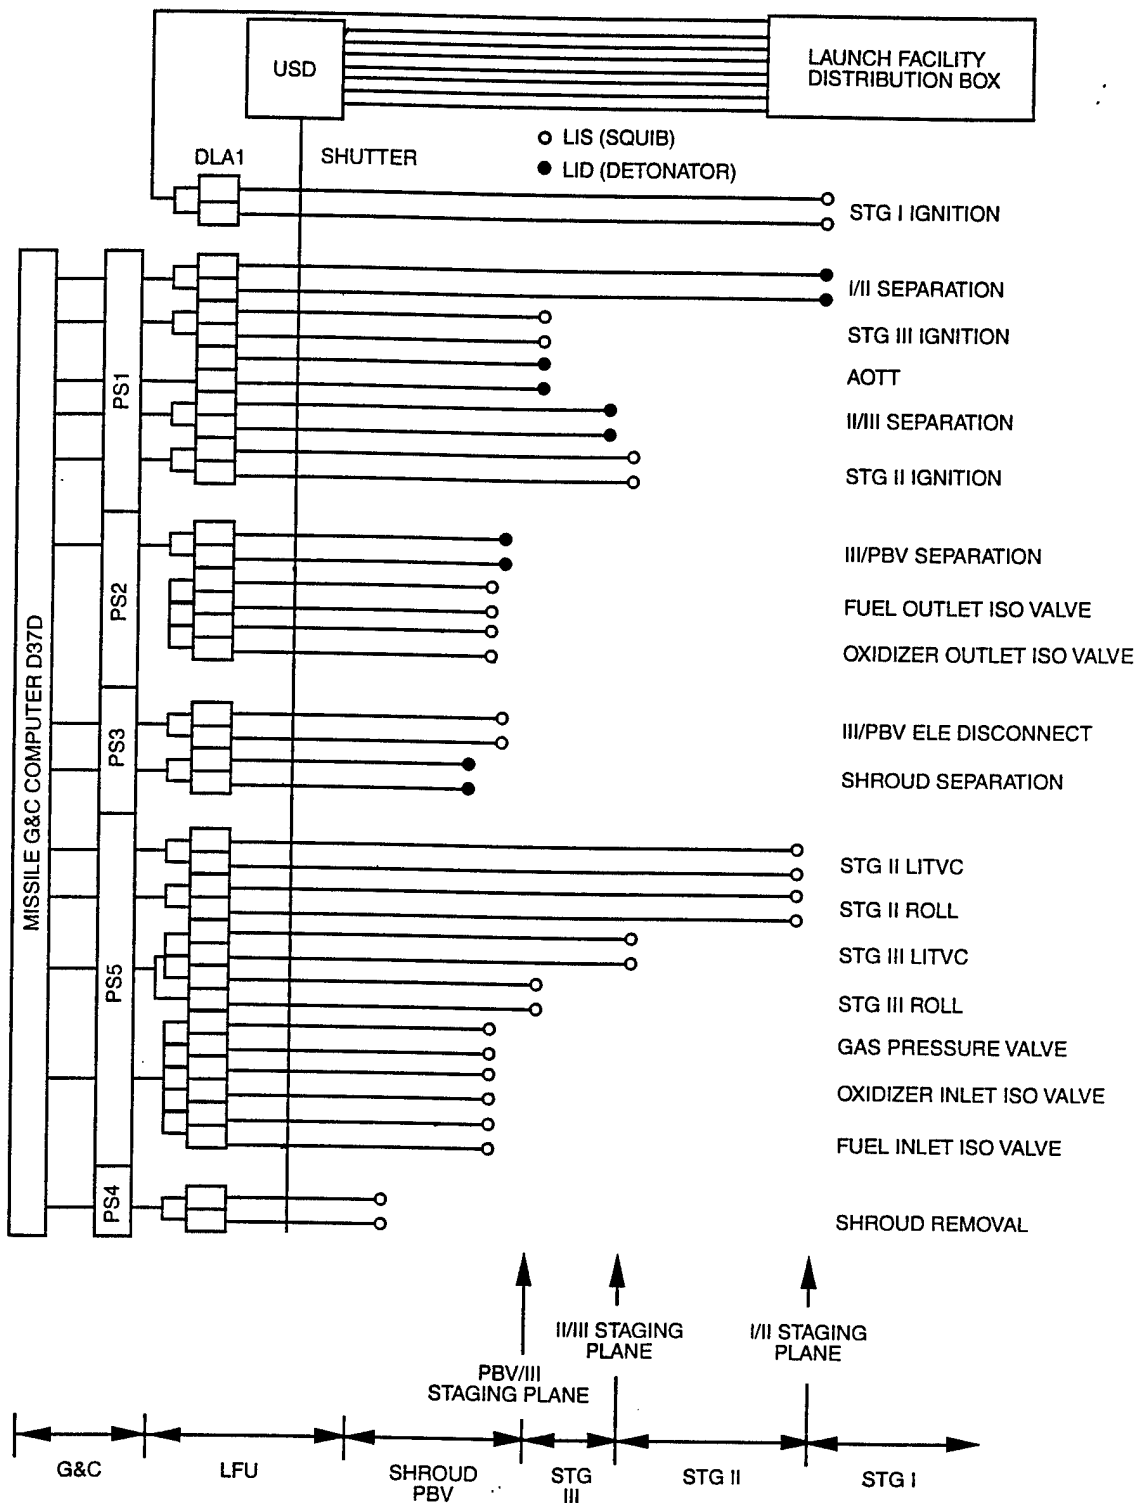 USD
LAUNCH FACILITY
DISTRIBUTION BOX
LIS (SQUIB)
LID (DETONATOR)
DLA1
SHUTTER
STG I IGNITION
I/II SEPARATION
STG III IGNITION
AOTT
II/III SEPARATION
STG II IGNITION
III/PBV SEPARATION
FUEL OUTLET ISO VALVE
OXIDIZER OUTLET ISO VALVE
III/PBV ELE DISCONNECT
SHROUD SEPARATION
STG II LITVC
STG II ROLL
STG III LITVC
STG III ROLL
GAS PRESSURE VALVE
OXIDIZER INLET ISO VALVE
FUEL INLET ISO VALVE
SHROUD REMOVAL
MISSILE G&C COMPUTER D37D
PS1
PS2
PS3
PS5
PS4
PBV/III
STAGING PLANE
II/III STAGING
PLANE
I/II STAGING
PLANE
G&C
LFU
SHROUD
PBV
STG
III
STG II
STG I